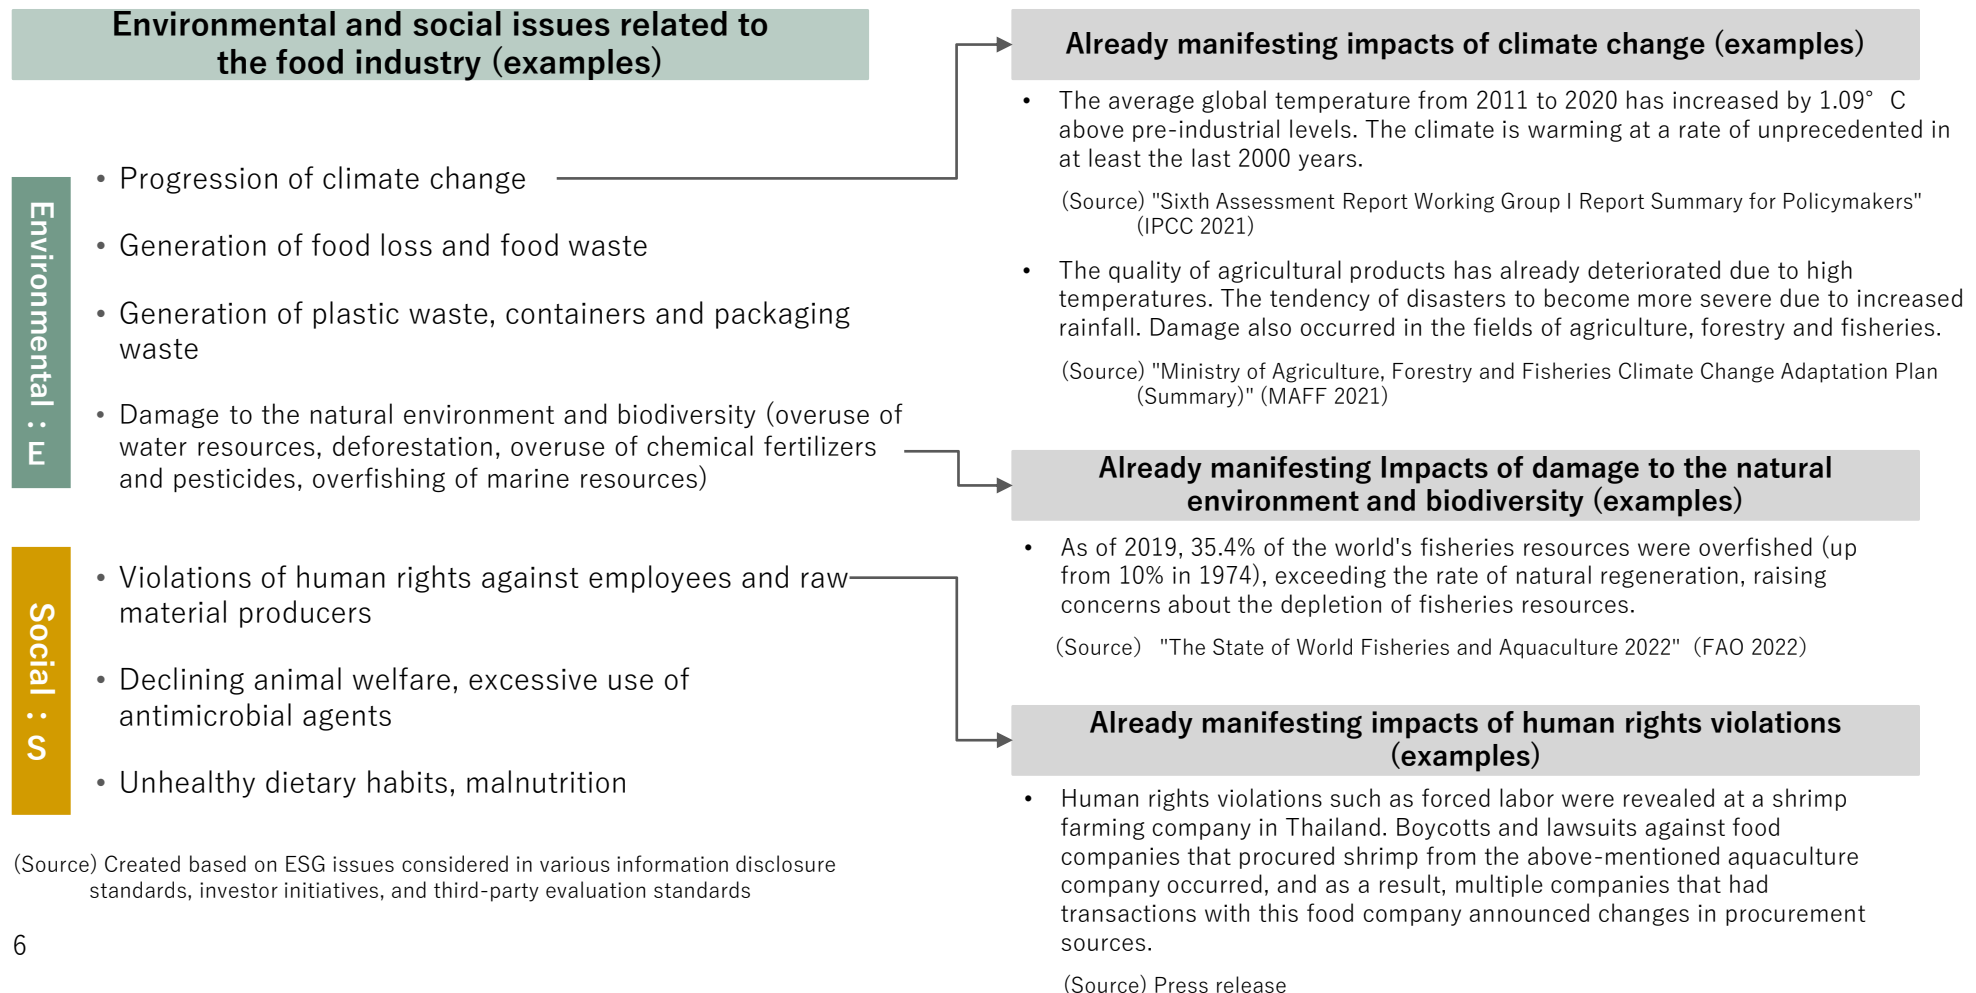 Environmental and social issues related to
the food industry (examples)
Environmental : E
• Progression of climate change
• Generation of food loss and food waste
• Generation of plastic waste, containers and packaging
waste
• Damage to the natural environment and biodiversity (overuse of
water resources, deforestation, overuse of chemical fertilizers
and pesticides, overfishing of marine resources)
Social : S
• Violations of human rights against employees and raw
material producers
• Declining animal welfare, excessive use of
antimicrobial agents
• Unhealthy dietary habits, malnutrition
(Source) Created based on ESG issues considered in various information disclosure
standards, investor initiatives, and third-party evaluation standards
6
Already manifesting impacts of climate change (examples)
• The average global temperature from 2011 to 2020 has increased by 1.09° C
above pre-industrial levels. The climate is warming at a rate of unprecedented in
at least the last 2000 years.
(Source) "Sixth Assessment Report Working Group I Report Summary for Policymakers"
(IPCC 2021)
• The quality of agricultural products has already deteriorated due to high
temperatures. The tendency of disasters to become more severe due to increased
rainfall. Damage also occurred in the fields of agriculture, forestry and fisheries.
(Source) "Ministry of Agriculture, Forestry and Fisheries Climate Change Adaptation Plan
(Summary)" (MAFF 2021)
Already manifesting Impacts of damage to the natural
environment and biodiversity (examples)
• As of 2019, 35.4% of the world's fisheries resources were overfished (up
from 10% in 1974), exceeding the rate of natural regeneration, raising
concerns about the depletion of fisheries resources.
(Source) "The State of World Fisheries and Aquaculture 2022" (FAO 2022)
Already manifesting impacts of human rights violations
(examples)
• Human rights violations such as forced labor were revealed at a shrimp
farming company in Thailand. Boycotts and lawsuits against food
companies that procured shrimp from the above-mentioned aquaculture
company occurred, and as a result, multiple companies that had
transactions with this food company announced changes in procurement
sources.
(Source) Press release